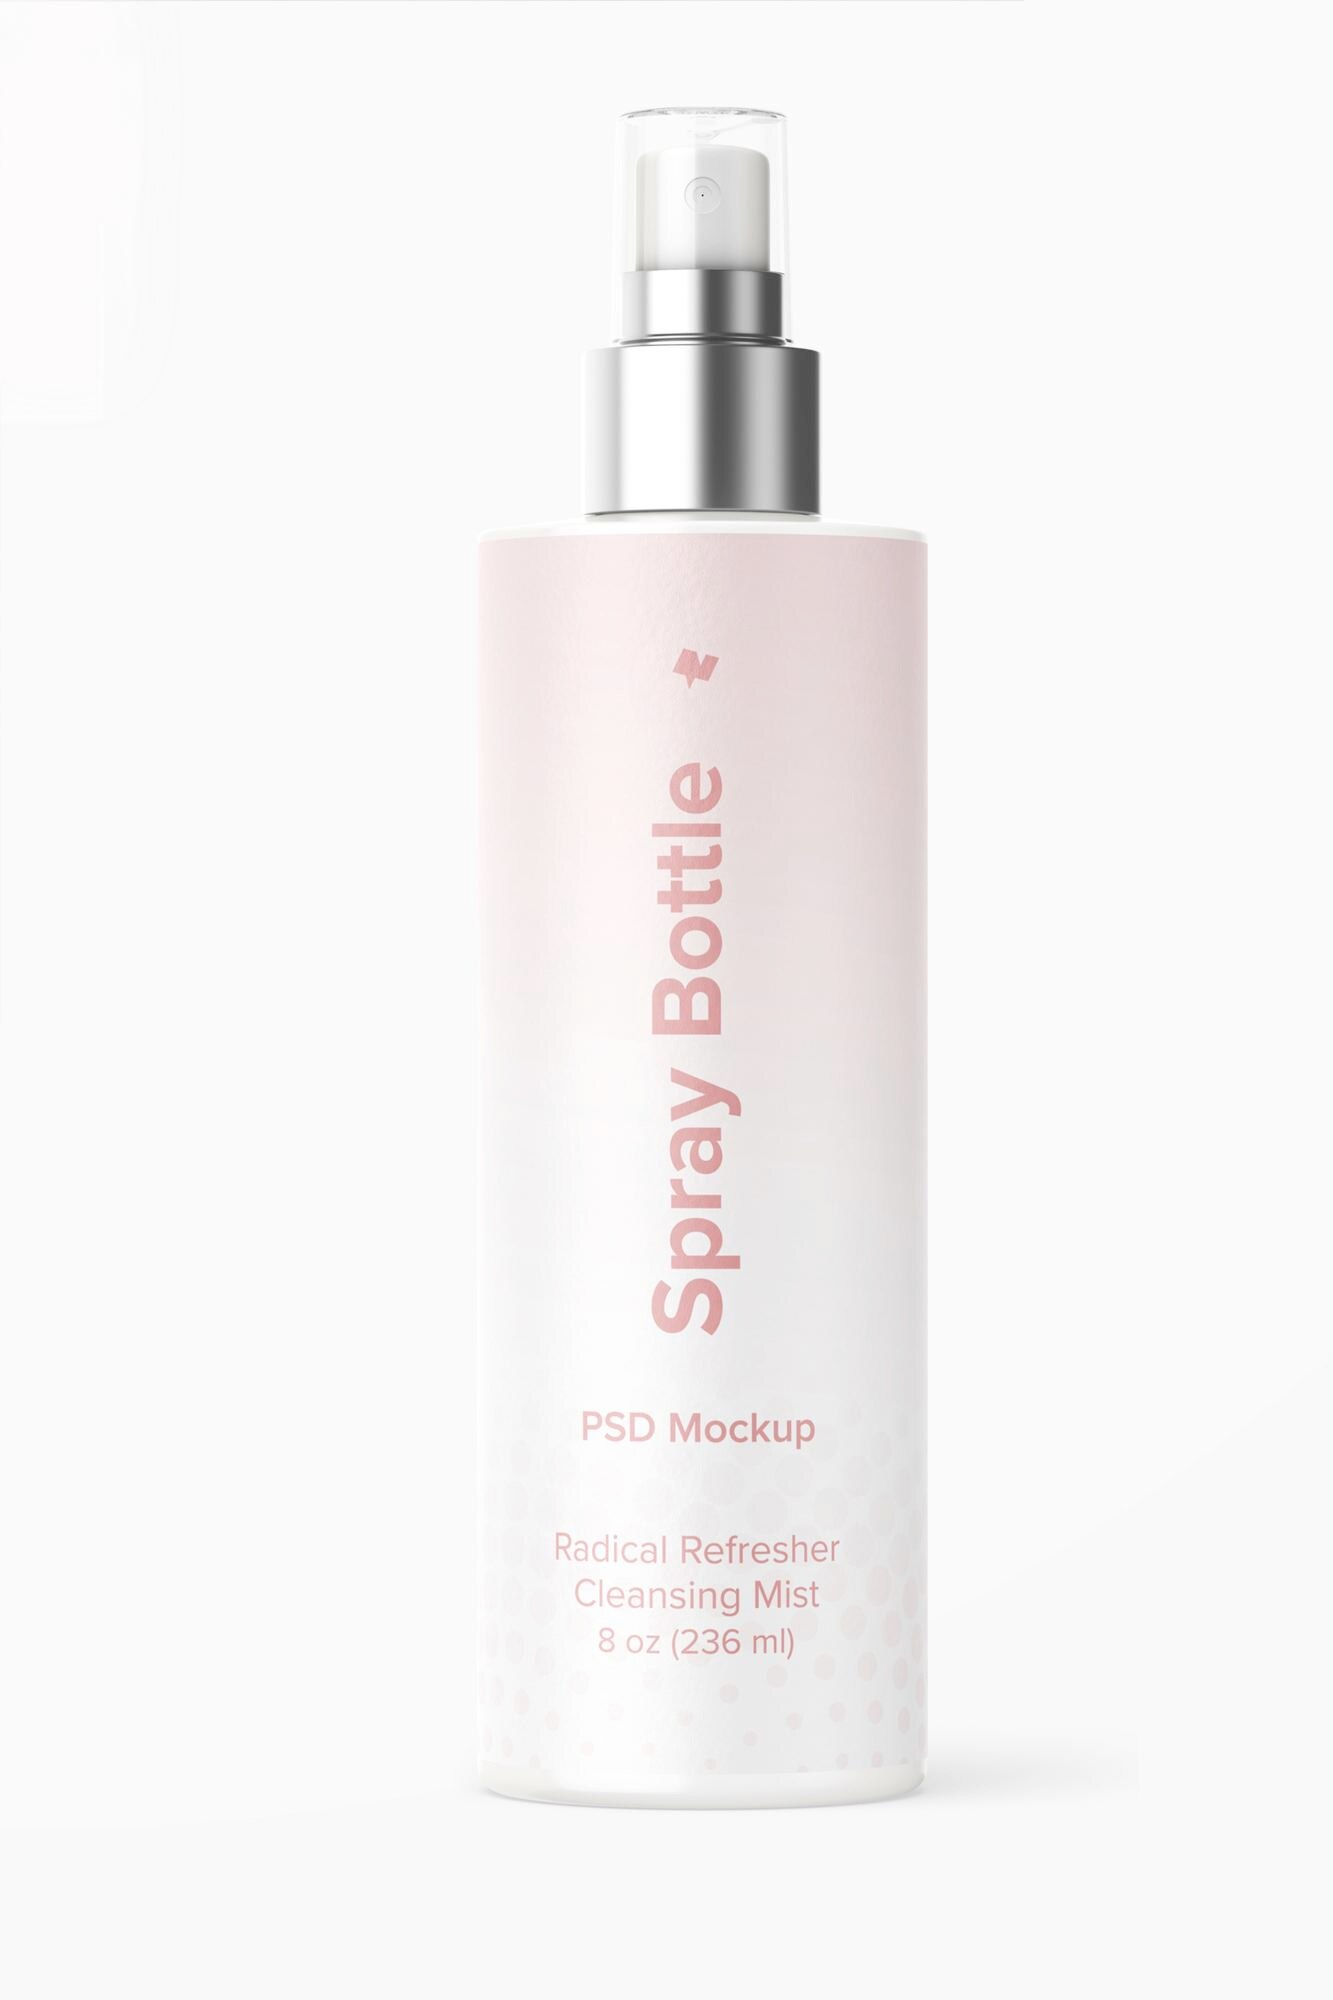 Spray Bottle
PSD Mockup
Radical Refresher
Cleansing Mist
8 oz (236 ml)